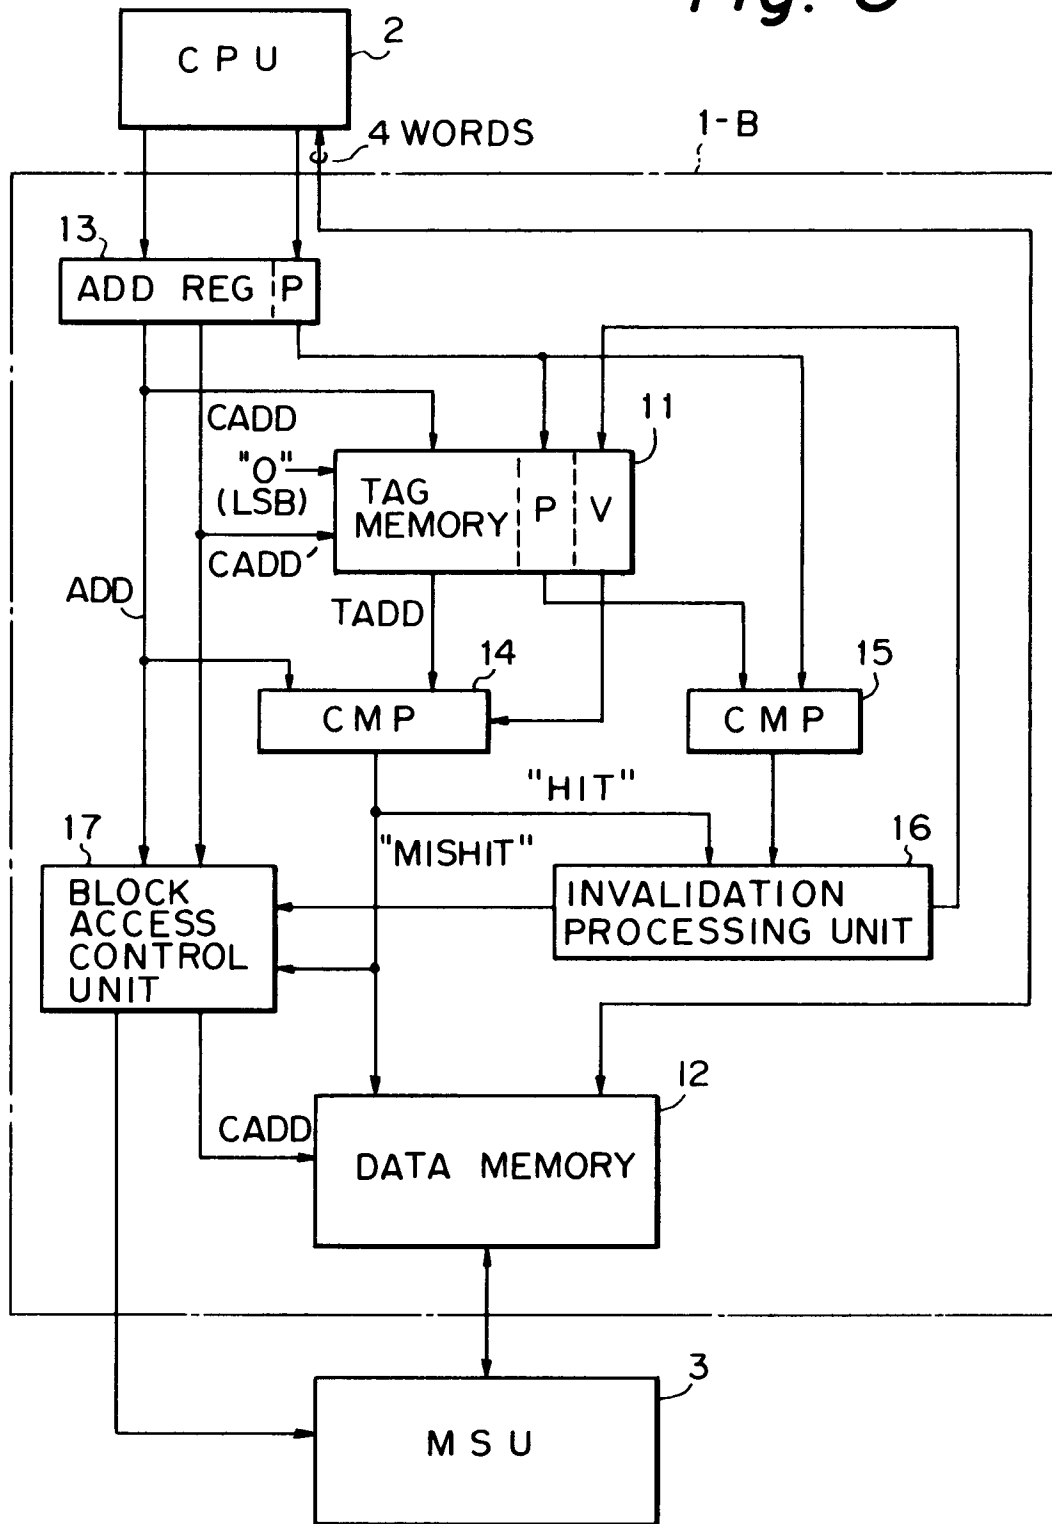 CPU
2
4 WORDS
1-B
13
ADD REG P
CADD
11
"0"
(LSB)
TAG
MEMORY
P
V
CADD'
ADD
TADD
14
15
CMP
CMP
"HIT"
"MISHIT"
17
16
BLOCK
ACCESS
CONTROL
UNIT
INVALIDATION
PROCESSING UNIT
12
CADD
DATA MEMORY
3
MSU